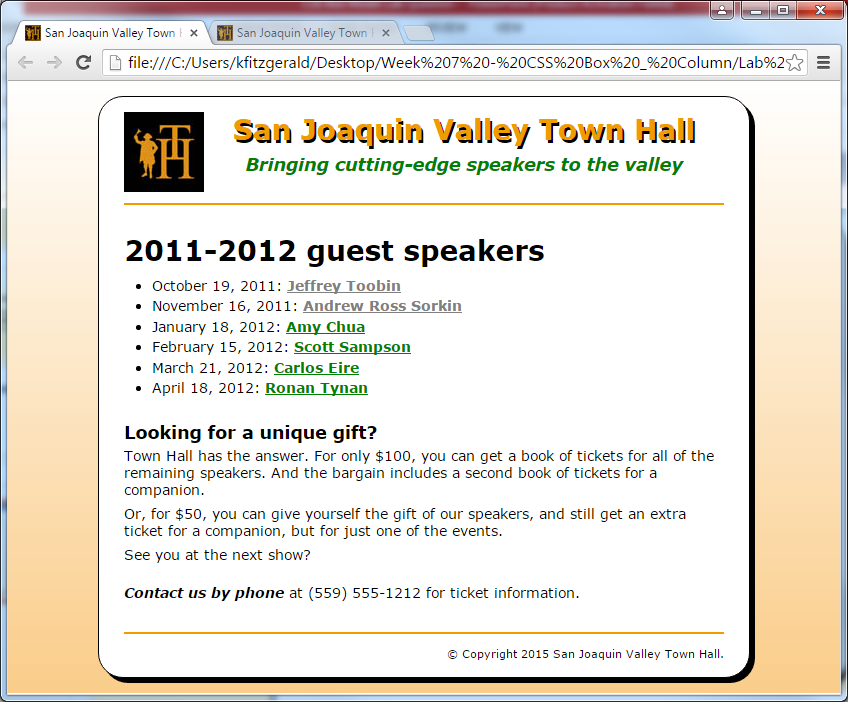 San Joaquin Valley Town
San Joaquin Valley Town
file:///C:/Users/kfitzgerald/Desktop/Week%207%20-%20CSS%20Box%20_%20Column/Lab%2
TH
San Joaquin Valley Town Hall
Bringing cutting-edge speakers to the valley
2011-2012 guest speakers
• October 19, 2011: Jeffrey Toobin
• November 16, 2011: Andrew Ross Sorkin
• January 18, 2012: Amy Chua
• February 15, 2012: Scott Sampson
• March 21, 2012: Carlos Eire
• April 18, 2012: Ronan Tynan
Looking for a unique gift?
Town Hall has the answer. For only $100, you can get a book of tickets for all of the
remaining speakers. And the bargain includes a second book of tickets for a
companion.
Or, for $50, you can give yourself the gift of our speakers, and still get an extra
ticket for a companion, but for just one of the events.
See you at the next show?
Contact us by phone at (559) 555-1212 for ticket information.
© Copyright 2015 San Joaquin Valley Town Hall.